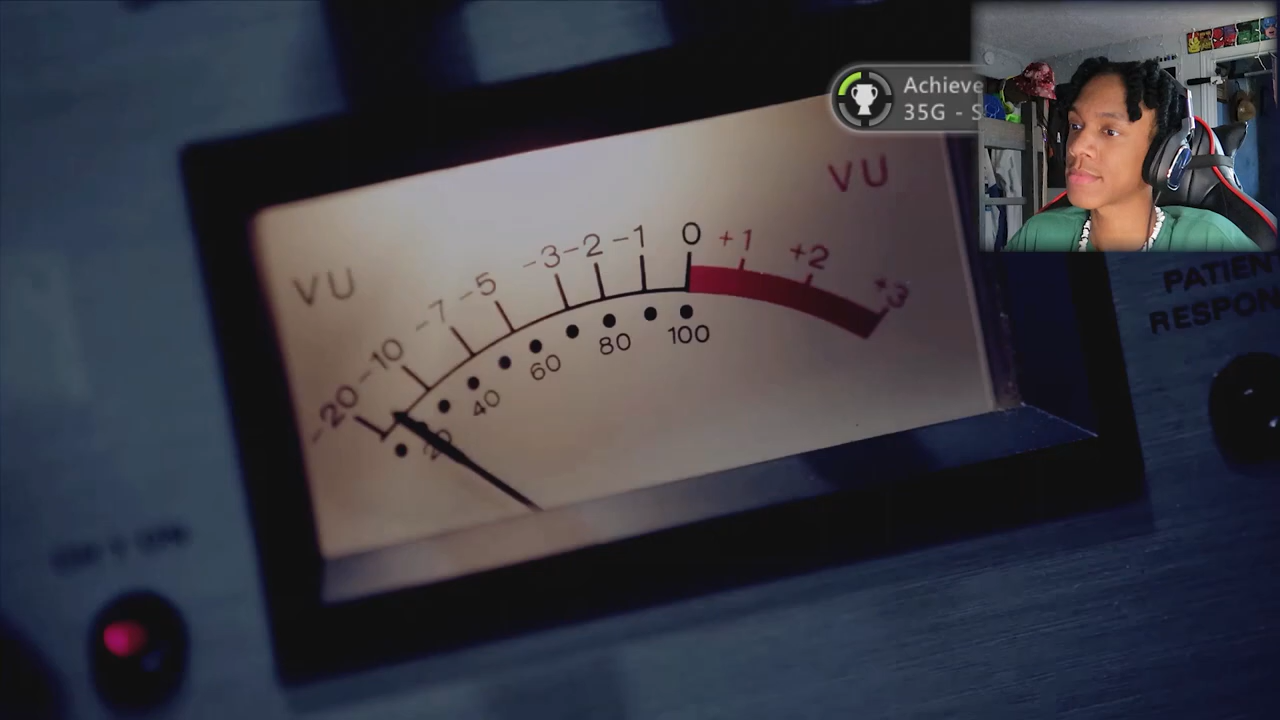 Achieve
35G - S
VU
VU
-20 -10 -7 -5 -3 -2 -1 0 +1 +2 +3
20 40 60 80 100
PATIEN
RESPON